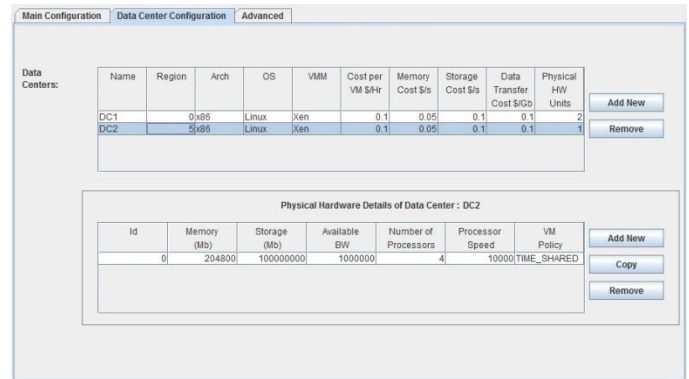 Main Configuration Data Center Configuration Advanced
Data
Centers:
Name Region Arch OS VMM Cost per VM $/Hr Memory Cost $/s Storage Cost $/s Data Transfer Cost $/Gb Physical HW Units
DC1 0 x86 Linux Xen 0.1 0.05 0.1 0.1 2
DC2 5 x86 Linux Xen 0.1 0.05 0.1 0.1 1
Add New
Remove
Physical Hardware Details of Data Center : DC2
Id Memory (Mb) Storage (Mb) Available BW Number of Processors Processor Speed VM Policy
0 204800 100000000 1000000 4 10000 TIME_SHARED
Add New
Copy
Remove